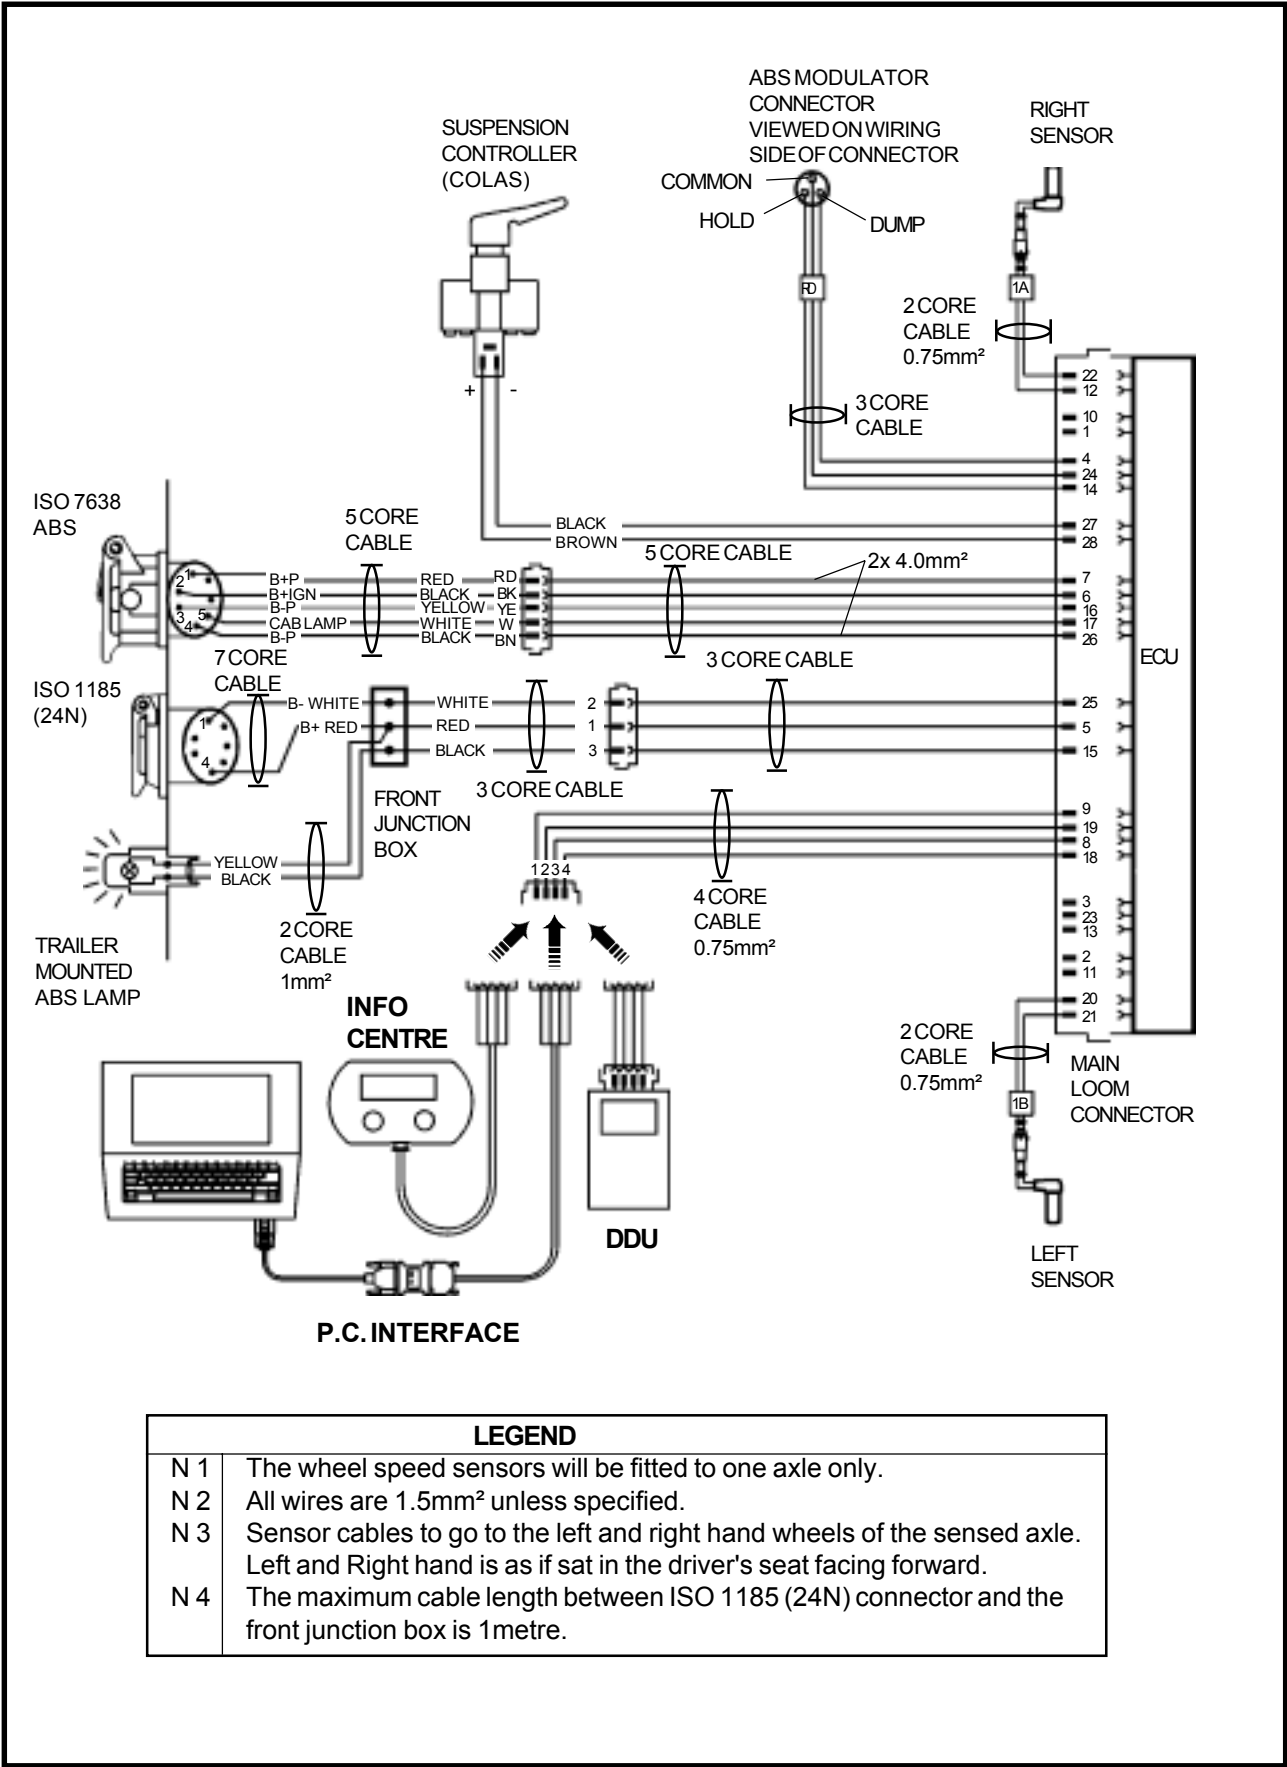 ABS MODULATOR
CONNECTOR
VIEWED ON WIRING
SIDE OF CONNECTOR
RIGHT
SENSOR
SUSPENSION
CONTROLLER
(COLAS)
COMMON
HOLD
DUMP
RD
1A
2 CORE
CABLE
0.75mm²
+
-
3 CORE
CABLE
22
12
10
1
4
24
14
27
28
7
6
16
17
26
25
5
15
9
19
8
18
3
23
13
2
11
20
21
ECU
BLACK
BROWN
ISO 7638
ABS
5 CORE
CABLE
5 CORE CABLE
2x 4.0mm²
1
2
3
4
5
B+P RED RD
B+IGN BLACK BK
B-P YELLOW YE
CAB LAMP WHITE W
B-P BLACK BN
7 CORE
CABLE
3 CORE CABLE
ISO 1185
(24N)
1
4
B- WHITE WHITE 2
B+ RED RED 1
BLACK 3
3 CORE CABLE
FRONT
JUNCTION
BOX
YELLOW
BLACK
2 CORE
CABLE
1mm²
TRAILER
MOUNTED
ABS LAMP
1 2 3 4
4 CORE
CABLE
0.75mm²
INFO
CENTRE
2 CORE
CABLE
0.75mm²
MAIN
LOOM
CONNECTOR
1B
DDU
LEFT
SENSOR
P.C. INTERFACE
LEGEND
N 1 The wheel speed sensors will be fitted to one axle only.
N 2 All wires are 1.5mm² unless specified.
N 3 Sensor cables to go to the left and right hand wheels of the sensed axle.
Left and Right hand is as if sat in the driver's seat facing forward.
N 4 The maximum cable length between ISO 1185 (24N) connector and the
front junction box is 1metre.